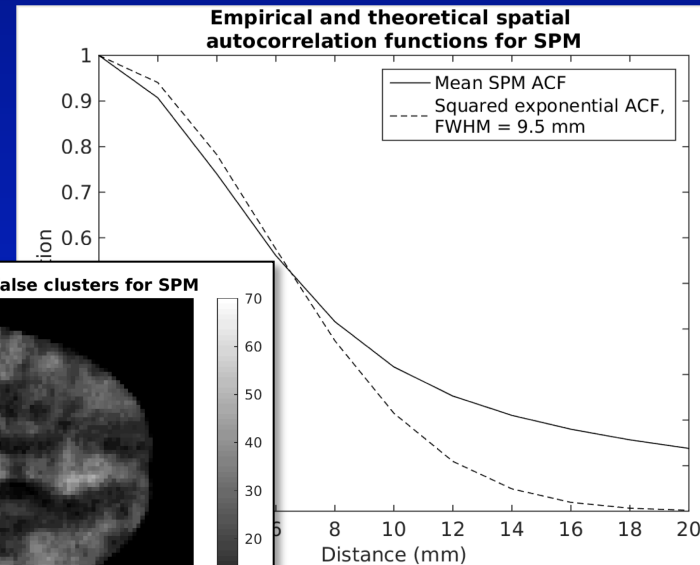 Empirical and theoretical spatial
autocorrelation functions for SPM
1
0.9
0.8
0.7
0.6
Mean SPM ACF
Squared exponential ACF,
FWHM = 9.5 mm
8 10 12 14 16 18 20
Distance (mm)
clusters for SPM
70
60
50
40
30
20